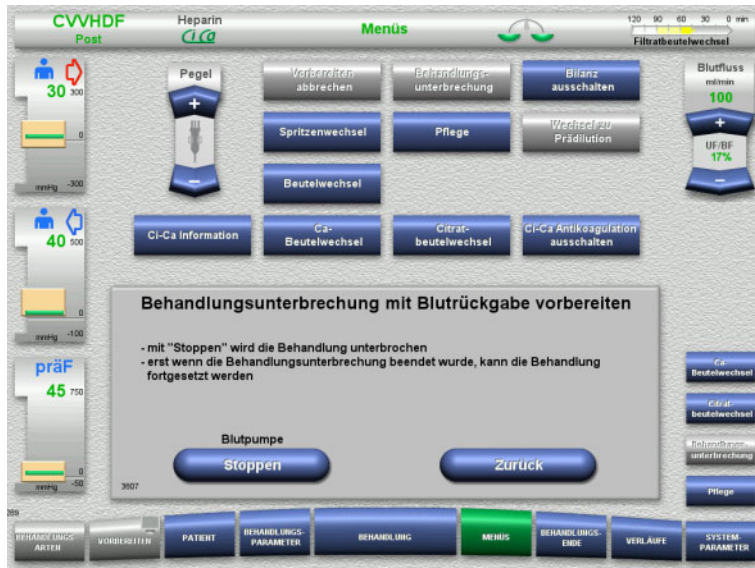 CVVHDF
Post
Heparin
CiCa
Menüs
120 90 60 30 0 min
Filtratbeutelwechsel
30 300
0
mmHg -300
40 500
0
mmHg -100
präF
45 750
0
mmHg -50
Pegel
+
−
Vorbereiten
abbrechen
Behandlungs-
unterbrechung
Bilanz
ausschalten
Spritzenwechsel
Pflege
Wechsel zu
Prädilution
Beutelwechsel
Ci-Ca Information
Ca-
Beutelwechsel
Citrat-
beutelwechsel
Ci-Ca Antikoagulation
ausschalten
Blutfluss
ml/min
100
+
UF/BF
17%
−
Behandlungsunterbrechung mit Blutrückgabe vorbereiten
- mit "Stoppen" wird die Behandlung unterbrochen
- erst wenn die Behandlungsunterbrechung beendet wurde, kann die Behandlung
fortgesetzt werden
Blutpumpe
Stoppen
Zurück
3607
Ca-
Beutelwechsel
Citrat-
beutelwechsel
Behandlungs-
unterbrechung
Pflege
BEHANDLUNGS-
ARTEN
VORBEREITEN
PATIENT
BEHANDLUNGS-
PARAMETER
BEHANDLUNG
MENÜS
BEHANDLUNGS-
ENDE
VERLÄUFE
SYSTEM-
PARAMETER